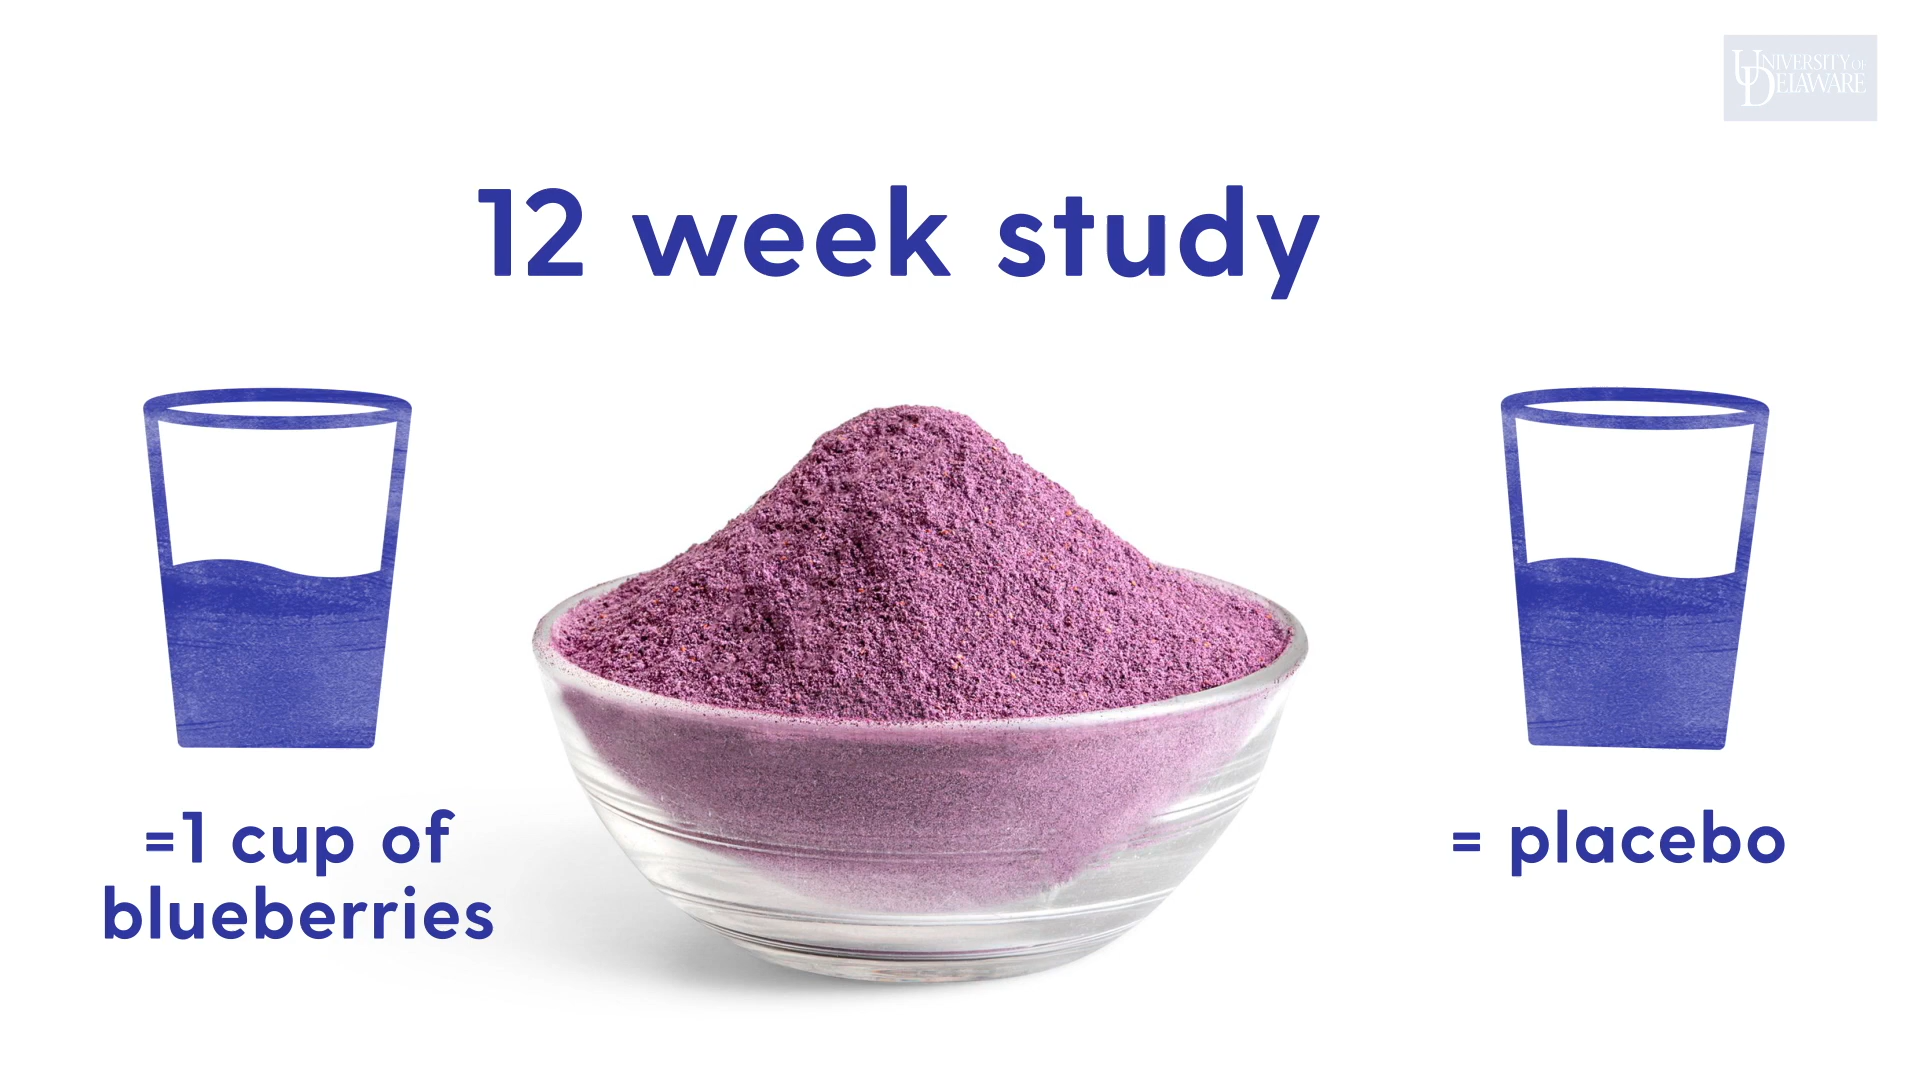 UNIVERSITY OF
DELAWARE
12 week study
=1 cup of
blueberries
= placebo